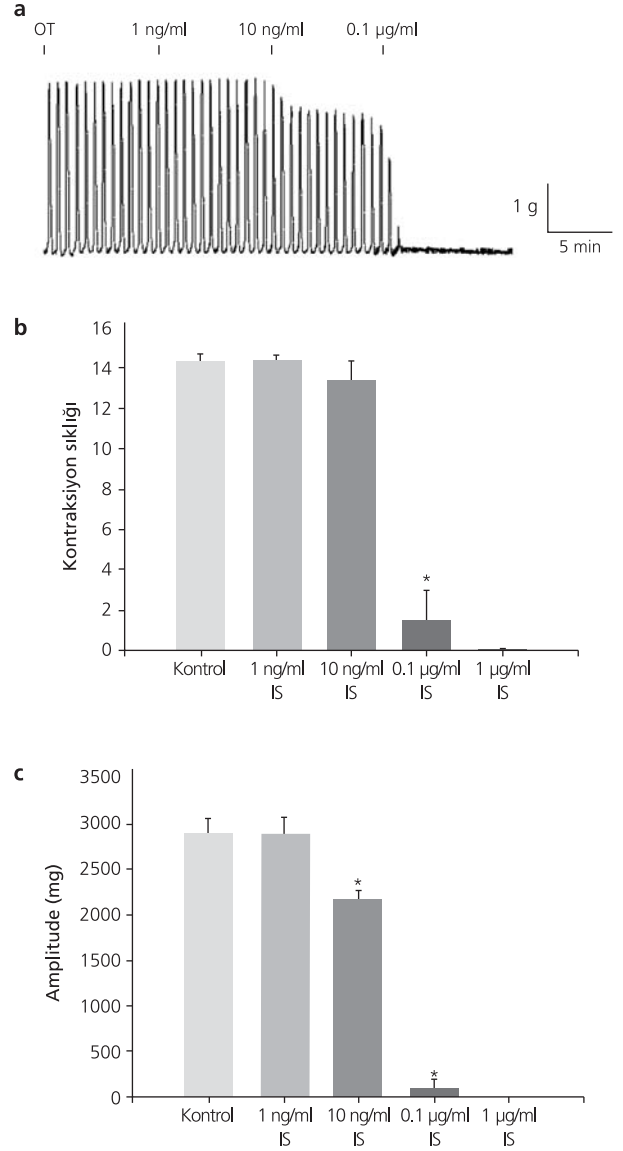 a
OT 1 ng/ml 10 ng/ml 0.1 µg/ml
1 g
5 min
b
Kontraksiyon sıklığı
16
14
12
10
8
6
4
2
0
Kontrol 1 ng/ml 10 ng/ml 0.1 µg/ml 1 µg/ml
IS IS IS IS
*
c
Amplitude (mg)
3500
3000
2500
2000
1500
1000
500
0
*
*
Kontrol 1 ng/ml 10 ng/ml 0.1 µg/ml 1 µg/ml
IS IS IS IS